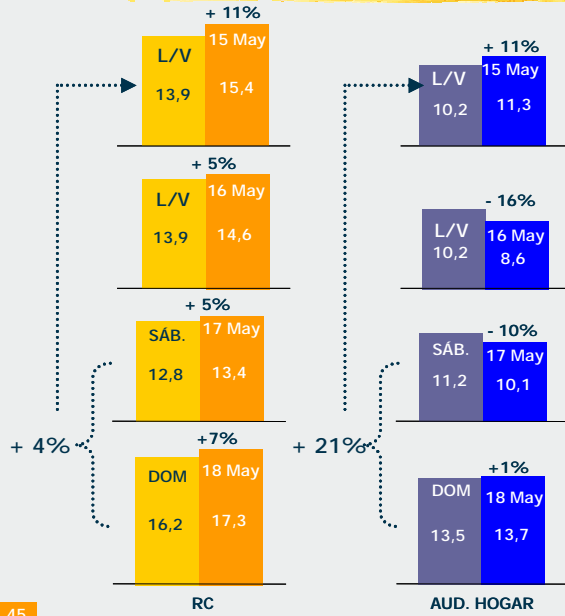 + 11%
15 May
L/V
13,9
15,4
+ 5%
16 May
L/V
13,9
14,6
+ 5%
17 May
SÁB.
12,8
13,4
+ 4%
+7%
18 May
DOM
16,2
17,3
RC
+ 11%
15 May
L/V
10,2
11,3
- 16%
L/V
16 May
10,2
8,6
- 10%
SÁB.
17 May
11,2
10,1
+ 21%
+1%
DOM
18 May
13,5
13,7
AUD. HOGAR
45